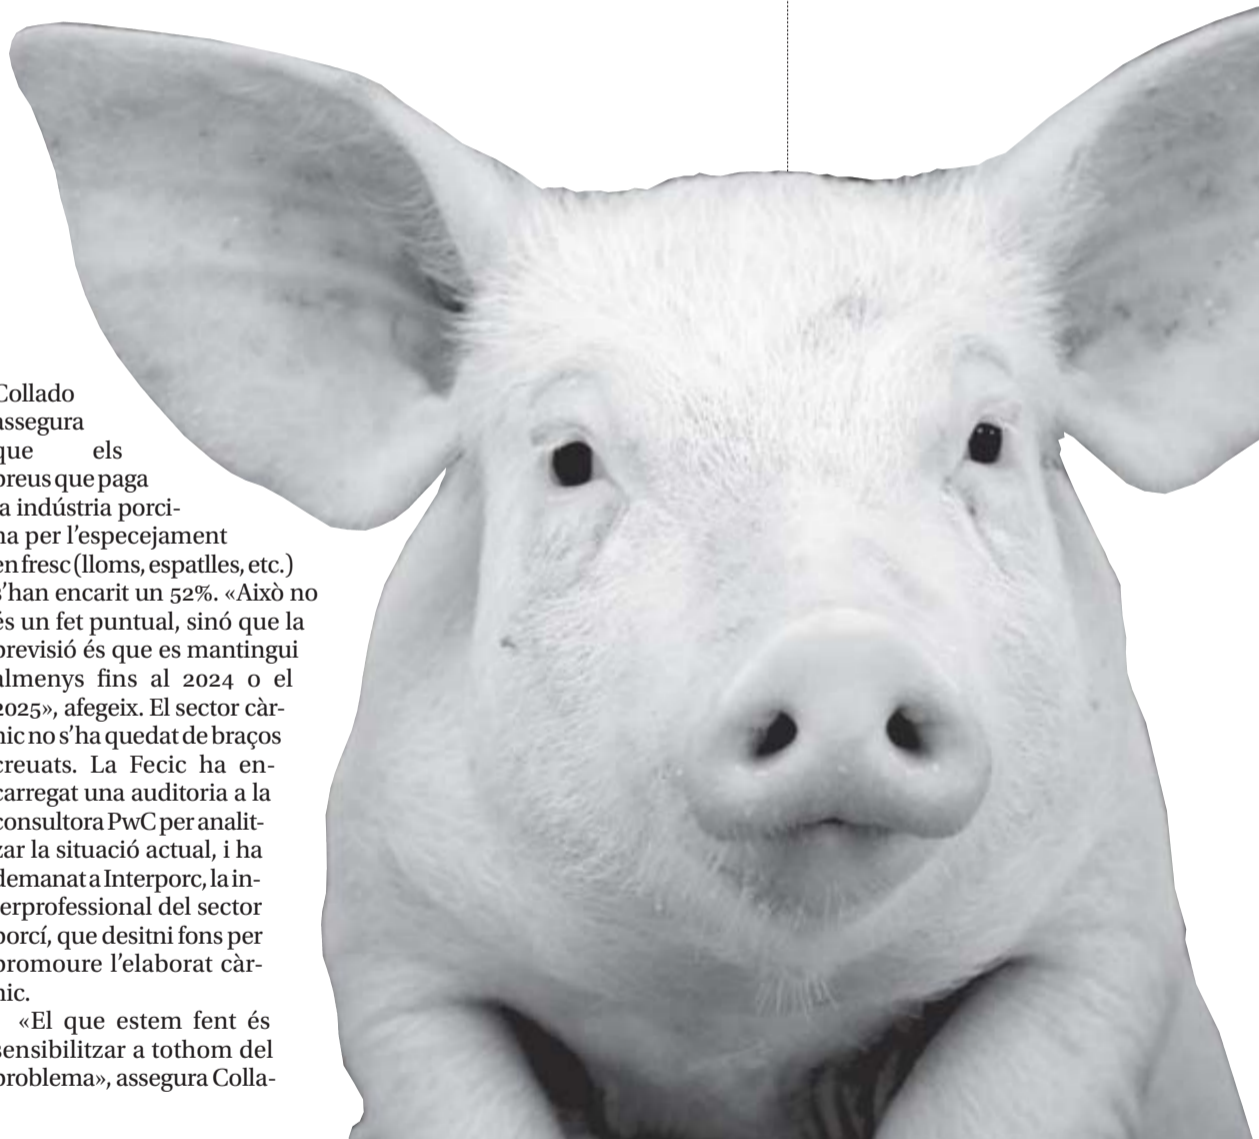 Collado
assegura
que els
preus que paga
la indústria porci-
na per l’especejament
en fresc (lloms, espatlles, etc.)
s’han encarit un 52%. «Això no
és un fet puntual, sinó que la
previsió és que es mantingui
almenys fins al 2024 o el
2025», afegeix. El sector càr-
nic no s’ha quedat de braços
creuats. La Fecic ha en-
carregat una auditoria a la
consultora PwC per analit-
zar la situació actual, i ha
demanat a Interporc, la in-
terprofessional del sector
porcí, que desitni fons per
promoure l’elaborat càr-
nic.
«El que estem fent és
sensibilitzar a tothom del
problema», assegura Colla-